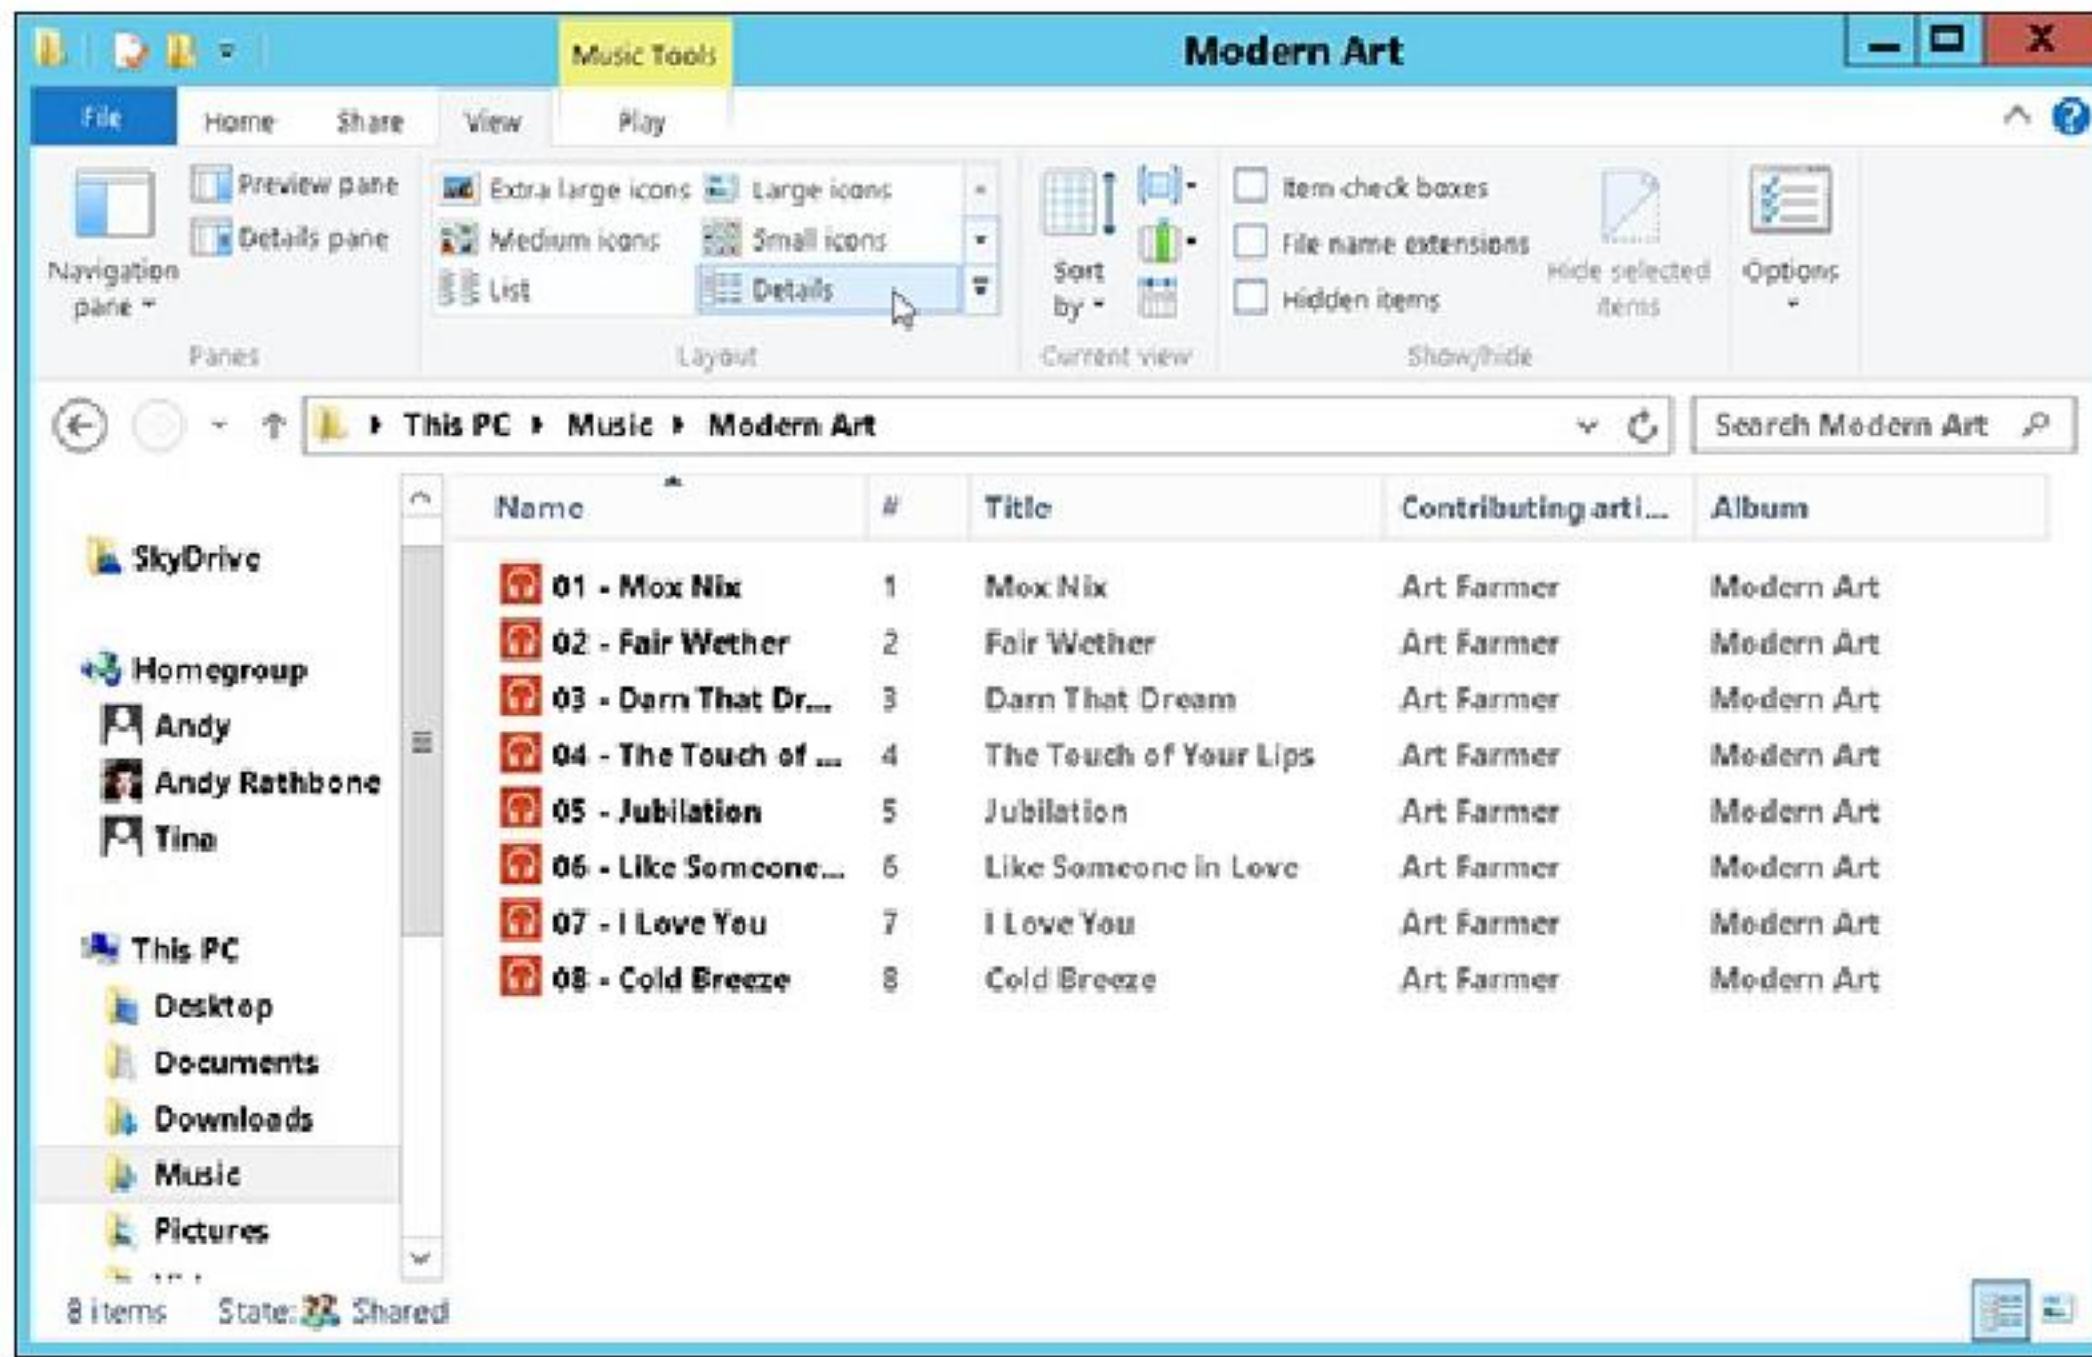 Music Tools
Modern Art
File Home Share View Play
Preview pane
Details pane
Navigation pane
Panes
Extra large icons Large icons
Medium icons Small icons
List Details
Layout
Sort by
Current view
Item check boxes
File name extensions
Hidden items
Hide selected items
Show/hide
Options
This PC Music Modern Art
Search Modern Art
SkyDrive
Homegroup
Andy
Andy Rathbone
Tina
This PC
Desktop
Documents
Downloads
Music
Pictures
Name # Title Contributing arti... Album
01 - Mox Nix 1 Mox Nix Art Farmer Modern Art
02 - Fair Wether 2 Fair Wether Art Farmer Modern Art
03 - Darn That Dr... 3 Darn That Dream Art Farmer Modern Art
04 - The Touch of ... 4 The Touch of Your Lips Art Farmer Modern Art
05 - Jubilation 5 Jubilation Art Farmer Modern Art
06 - Like Someone... 6 Like Someone in Love Art Farmer Modern Art
07 - I Love You 7 I Love You Art Farmer Modern Art
08 - Cold Breeze 8 Cold Breeze Art Farmer Modern Art
8 items State: Shared